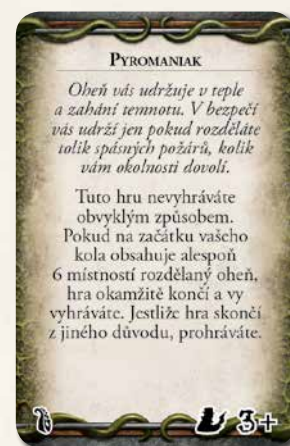 PYROMANIAK
Oheň vás udržuje v teple
a zahání temnotu. V bezpečí
vás udrží jen pokud rozděláte
tolik spásných požárů, kolik
vám okolnosti dovolí.
Tuto hru nevyhráváte
obvyklým způsobem.
Pokud na začátku vašeho
kola obsahuje alespoň
6 místností rozdělaný oheň,
hra okamžitě končí a vy
vyhráváte. Jestliže hra skončí
z jiného důvodu, prohráváte.
3+